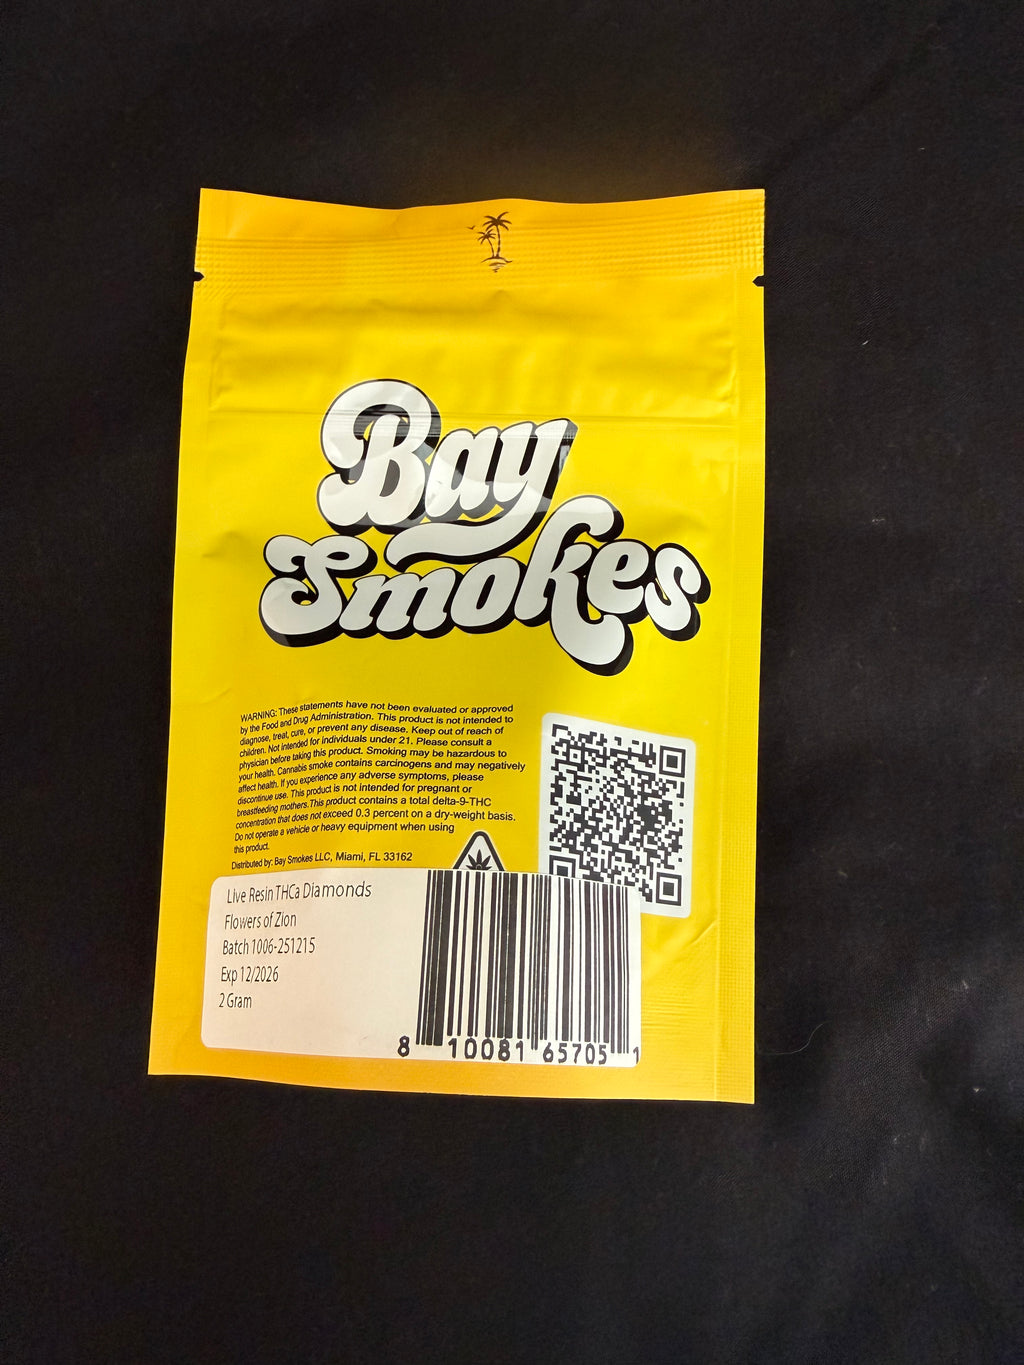 Bay
Smokes
WARNING: These statements have not been evaluated or approved
by the Food and Drug Administration. This product is not intended to
diagnose, treat, cure, or prevent any disease. Keep out of reach of
children. Not intended for individuals under 21. Please consult a
physician before taking this product. Smoking may be hazardous to
your health. Cannabis smoke contains carcinogens and may negatively
affect health. If you experience any adverse symptoms, please
discontinue use. This product is not intended for pregnant or
breastfeeding mothers.This product contains a total delta-9-THC
concentration that does not exceed 0.3 percent on a dry-weight basis.
Do not operate a vehicle or heavy equipment when using
this product.
Distributed by: Bay Smokes LLC, Miami, FL 33162
Live Resin THCa Diamonds
Flowers of Zion
Batch 1006-251215
Exp 12/2026
2 Gram
8 10081 65705 1